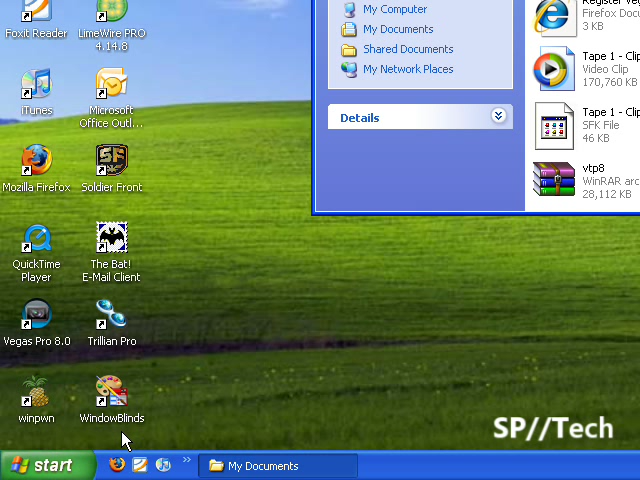 Foxit Reader
LimeWire PRO
4.14.8
iTunes
Microsoft
Office Outl...
Mozilla Firefox
Soldier Front
QuickTime
Player
The Bat!
E-Mail Client
Vegas Pro 8.0
Trillian Pro
winpwn
WindowBlinds
My Computer
My Documents
Shared Documents
My Network Places
Details
Firefox Docu
3 KB
Tape 1 - Clip
Video Clip
170,760 KB
Tape 1 - Clip
SFK File
46 KB
vtp8
WinRAR arc
28,112 KB
SP//Tech
start
My Documents